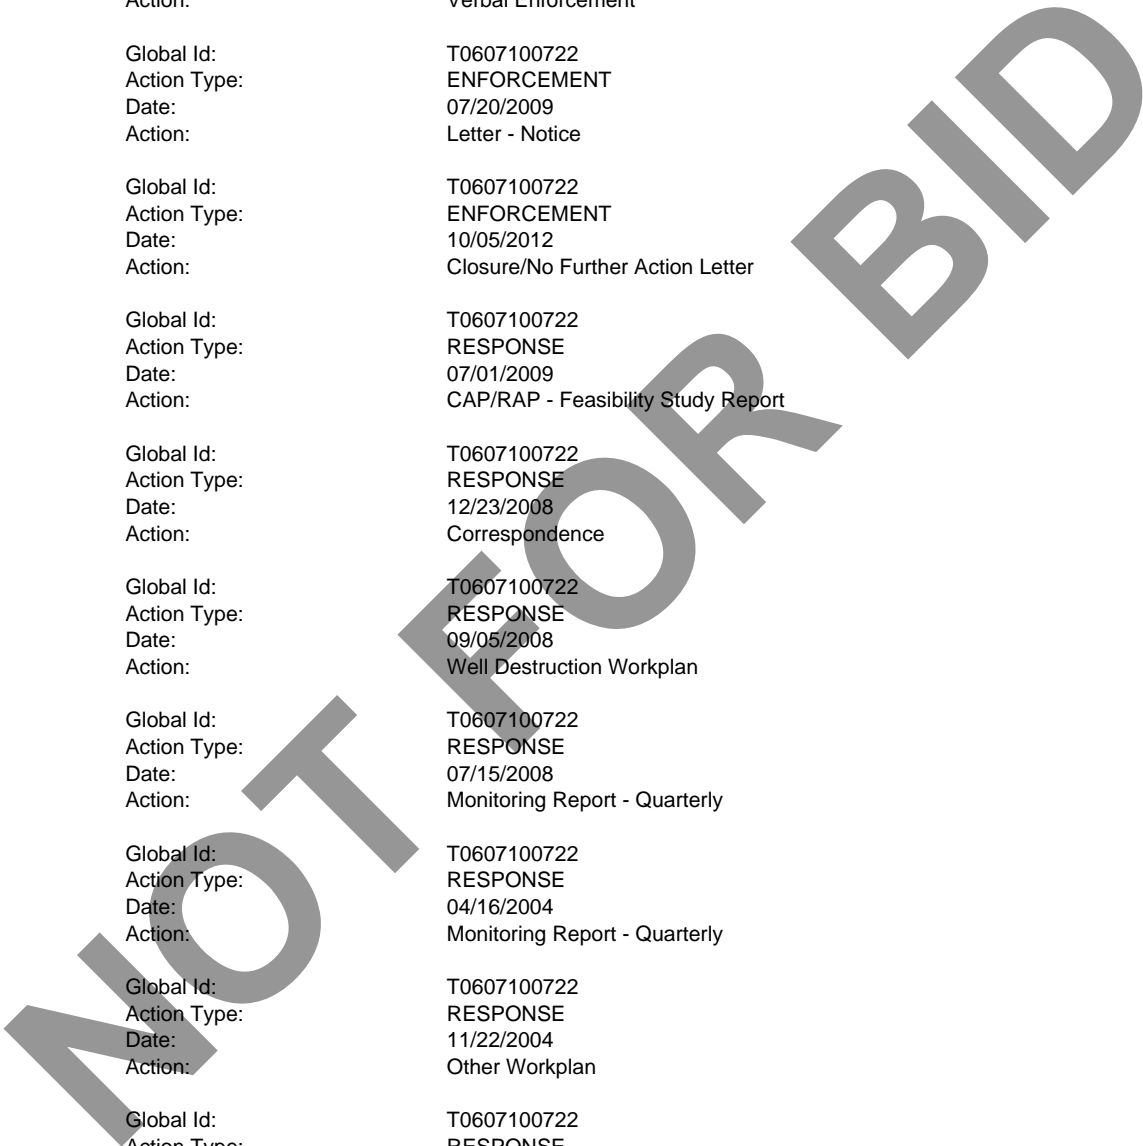 Action: Verbal Enforcement
Global Id: T0607100722
Action Type: ENFORCEMENT
Date: 07/20/2009
Action: Letter - Notice
Global Id: T0607100722
Action Type: ENFORCEMENT
Date: 10/05/2012
Action: Closure/No Further Action Letter
Global Id: T0607100722
Action Type: RESPONSE
Date: 07/01/2009
Action: CAP/RAP - Feasibility Study Report
Global Id: T0607100722
Action Type: RESPONSE
Date: 12/23/2008
Action: Correspondence
Global Id: T0607100722
Action Type: RESPONSE
Date: 09/05/2008
Action: Well Destruction Workplan
Global Id: T0607100722
Action Type: RESPONSE
Date: 07/15/2008
Action: Monitoring Report - Quarterly
Global Id: T0607100722
Action Type: RESPONSE
Date: 04/16/2004
Action: Monitoring Report - Quarterly
Global Id: T0607100722
Action Type: RESPONSE
Date: 11/22/2004
Action: Other Workplan
Global Id: T0607100722
Action Type: RESPONSE
NOT FOR BID